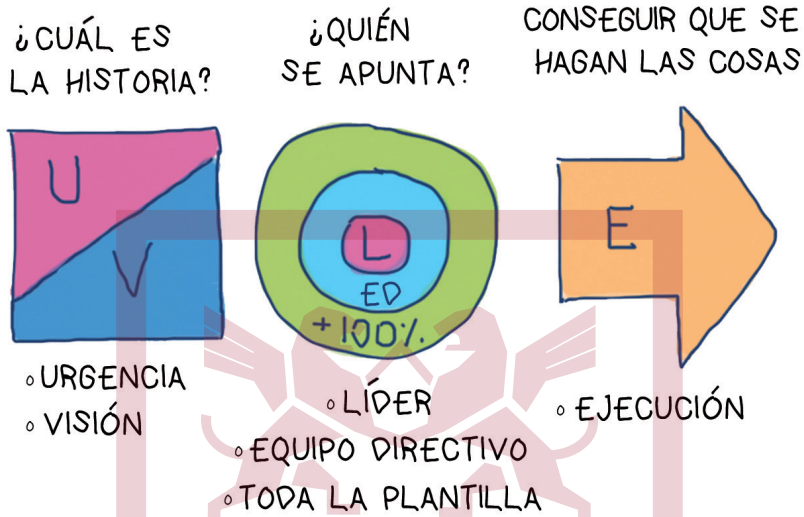 ¿CUÁL ES
LA HISTORIA?
U
V
◦ URGENCIA
◦ VISIÓN
¿QUIÉN
SE APUNTA?
L
ED
+100%
◦ LÍDER
◦ EQUIPO DIRECTIVO
◦ TODA LA PLANTILLA
CONSEGUIR QUE SE
HAGAN LAS COSAS
E
◦ EJECUCIÓN